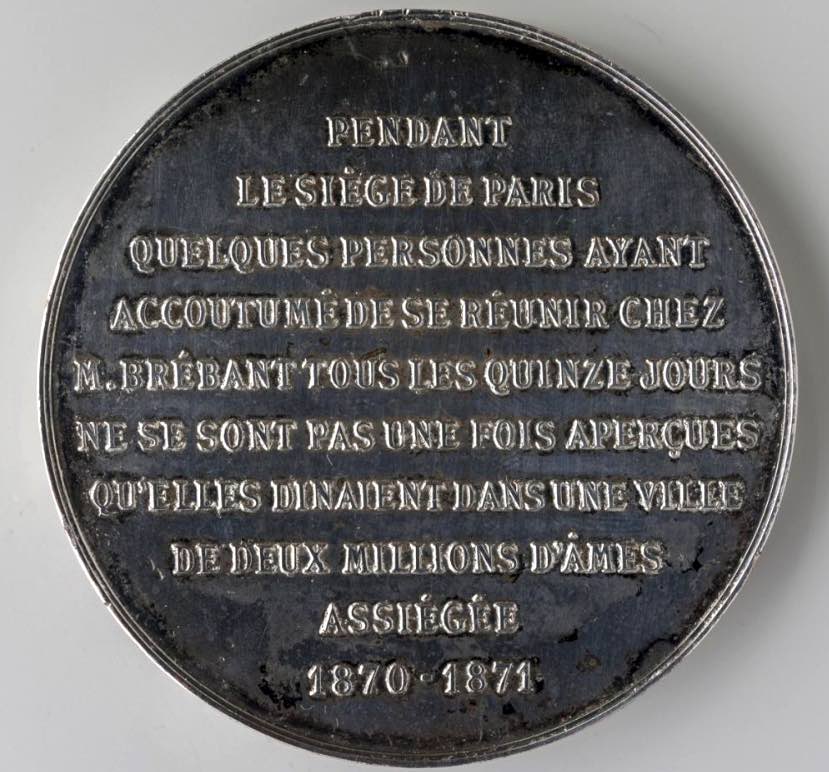 PENDANT
LE SIÈGE DE PARIS
QUELQUES PERSONNES AYANT
ACCOUTUMÉ DE SE RÉUNIR CHEZ
M. BRÉBANT TOUS LES QUINZE JOURS
NE SE SONT PAS UNE FOIS APERÇUES
QU'ELLES DINAIENT DANS UNE VILLE
DE DEUX MILLIONS D'ÂMES
ASSIÉGÉE
1870-1871